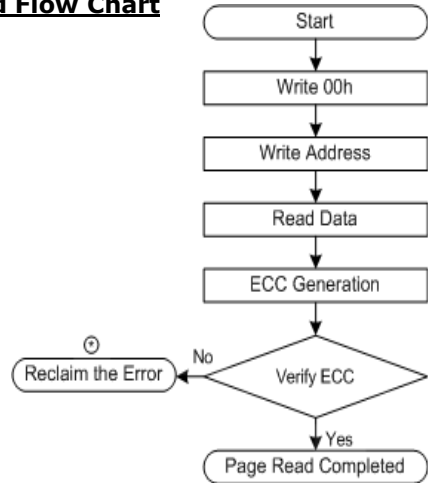 Flow Chart
Start
Write 00h
Write Address
Read Data
ECC Generation
Verify ECC
No
(*)
Reclaim the Error
Yes
Page Read Completed